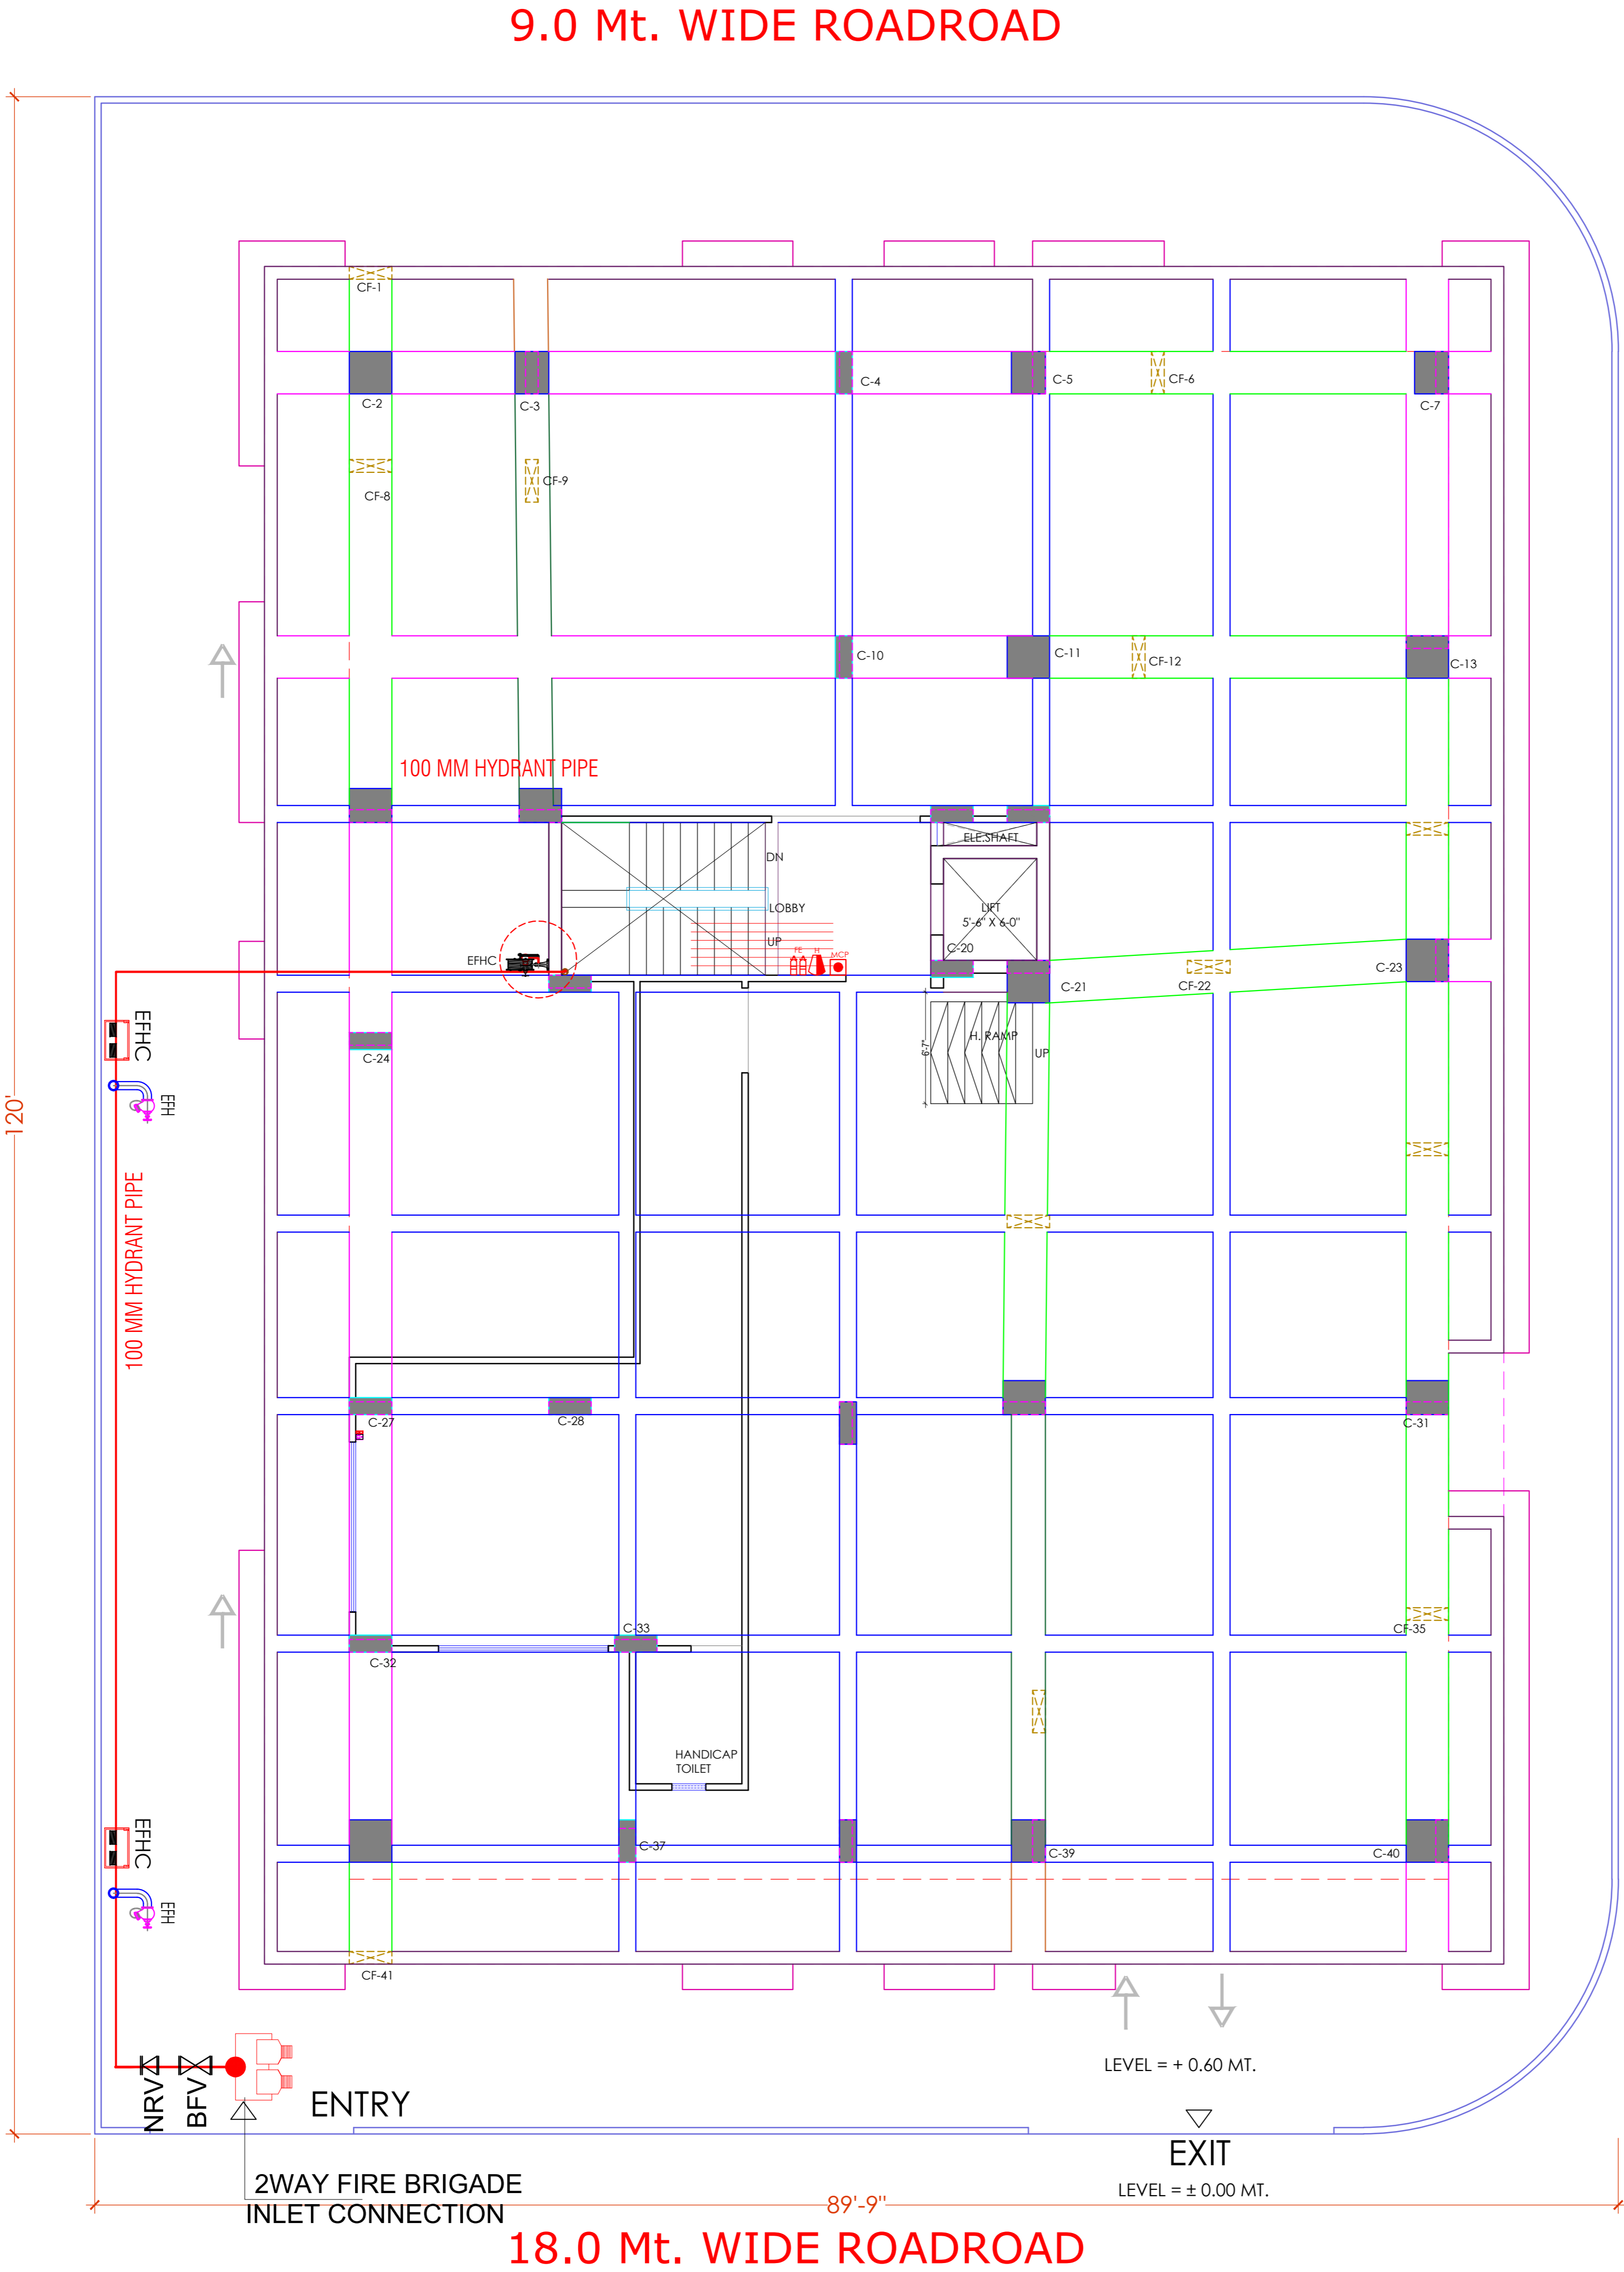 9.0 Mt. WIDE ROADROAD
CF-1
C-2
C-3
C-4
C-5
CF-6
C-7
CF-8
CF-9
C-10
C-11
CF-12
C-13
100 MM HYDRANT PIPE
DN
ELE.SHAFT
LOBBY
LIFT
5'-6" X 6-0"
UP
FE
H
MCP
C-20
EFHC
C-21
CF-22
C-23
EFHC
C-24
H. RAMP
UP
6'-7"
EFH
120'
100 MM HYDRANT PIPE
C-27
C-28
C-31
C-33
CF-35
C-32
HANDICAP
TOILET
EFHC
C-37
C-39
C-40
EFH
CF-41
LEVEL = + 0.60 MT.
NRV
BFV
ENTRY
EXIT
2WAY FIRE BRIGADE
INLET CONNECTION
LEVEL = ± 0.00 MT.
89'-9"
18.0 Mt. WIDE ROADROAD